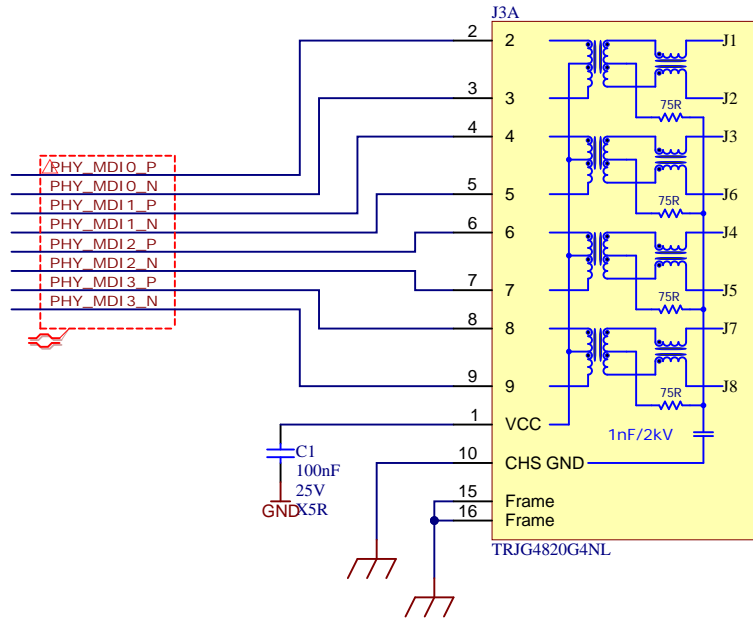 J3A
2 2 J1
3 3 J2
75R
4 4 J3
5 5 J6
75R
6 6 J4
7 7 J5
75R
8 8 J7
9 9 J8
75R
1 VCC
1nF/2kV
10 CHS GND
15 Frame
16 Frame
TRJG4820G4NL
PHY_MDI0_P
PHY_MDI0_N
PHY_MDI1_P
PHY_MDI1_N
PHY_MDI2_P
PHY_MDI2_N
PHY_MDI3_P
PHY_MDI3_N
C1
100nF
25V
X5R
GND